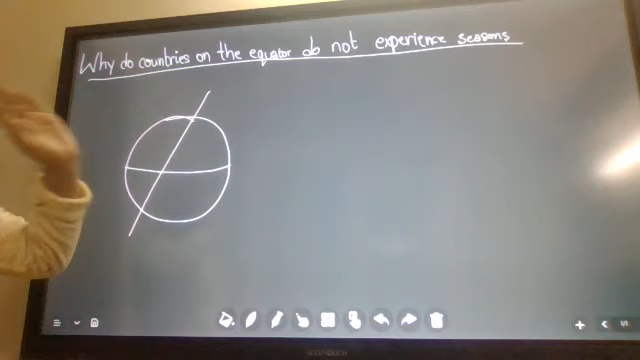 Why do countries on the equator do not experience seasons